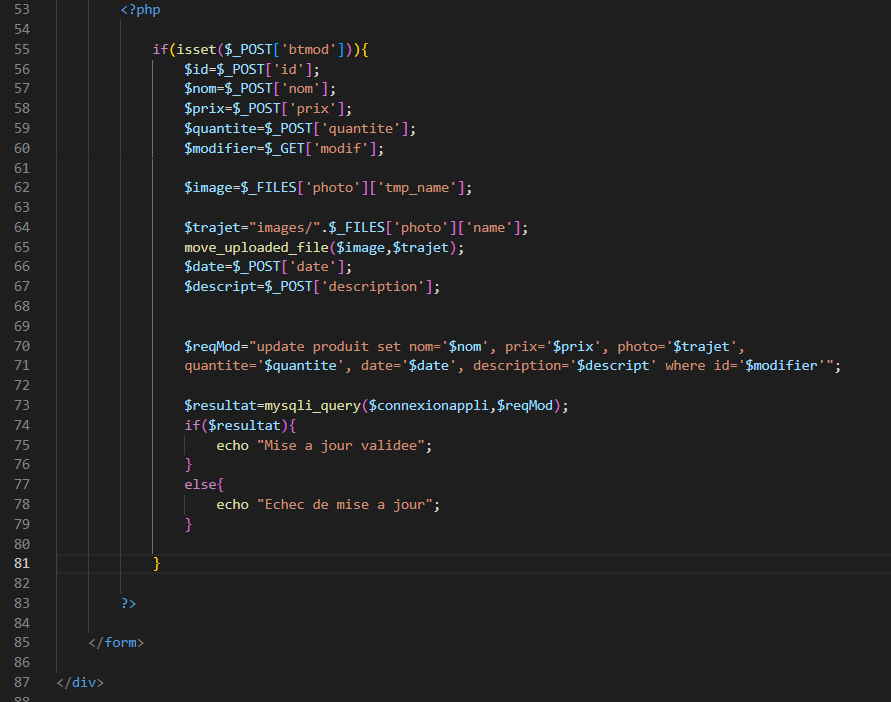 53 <?php
54
55 if(isset($_POST['btmod'])){
56 $id=$_POST['id'];
57 $nom=$_POST['nom'];
58 $prix=$_POST['prix'];
59 $quantite=$_POST['quantite'];
60 $modifier=$_GET['modif'];
61
62 $image=$_FILES['photo']['tmp_name'];
63
64 $trajet="images/".$_FILES['photo']['name'];
65 move_uploaded_file($image,$trajet);
66 $date=$_POST['date'];
67 $descript=$_POST['description'];
68
69
70 $reqMod="update produit set nom='$nom', prix='$prix', photo='$trajet',
71 quantite='$quantite', date='$date', description='$descript' where id='$modifier'";
72
73 $resultat=mysqli_query($connexionappli,$reqMod);
74 if($resultat){
75 echo "Mise a jour validee";
76 }
77 else{
78 echo "Echec de mise a jour";
79 }
80
81 }
82
83 ?>
84
85 </form>
86
87 </div>
88